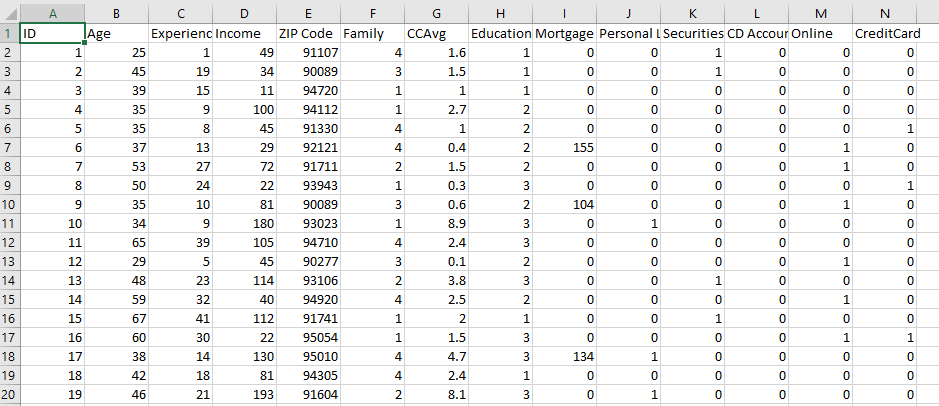 A B C D E F G H I J K L M N
1 ID Age Experienc Income ZIP Code Family CCAvg Education Mortgage Personal L Securities CD Accour Online CreditCard
2 1 25 1 49 91107 4 1.6 1 0 0 1 0 0 0
3 2 45 19 34 90089 3 1.5 1 0 0 1 0 0 0
4 3 39 15 11 94720 1 1 1 0 0 0 0 0 0
5 4 35 9 100 94112 1 2.7 2 0 0 0 0 0 0
6 5 35 8 45 91330 4 1 2 0 0 0 0 0 1
7 6 37 13 29 92121 4 0.4 2 155 0 0 0 1 0
8 7 53 27 72 91711 2 1.5 2 0 0 0 0 1 0
9 8 50 24 22 93943 1 0.3 3 0 0 0 0 0 1
10 9 35 10 81 90089 3 0.6 2 104 0 0 0 1 0
11 10 34 9 180 93023 1 8.9 3 0 1 0 0 0 0
12 11 65 39 105 94710 4 2.4 3 0 0 0 0 0 0
13 12 29 5 45 90277 3 0.1 2 0 0 0 0 1 0
14 13 48 23 114 93106 2 3.8 3 0 0 1 0 0 0
15 14 59 32 40 94920 4 2.5 2 0 0 0 0 1 0
16 15 67 41 112 91741 1 2 1 0 0 1 0 0 0
17 16 60 30 22 95054 1 1.5 3 0 0 0 0 1 1
18 17 38 14 130 95010 4 4.7 3 134 1 0 0 0 0
19 18 42 18 81 94305 4 2.4 1 0 0 0 0 0 0
20 19 46 21 193 91604 2 8.1 3 0 1 0 0 0 0